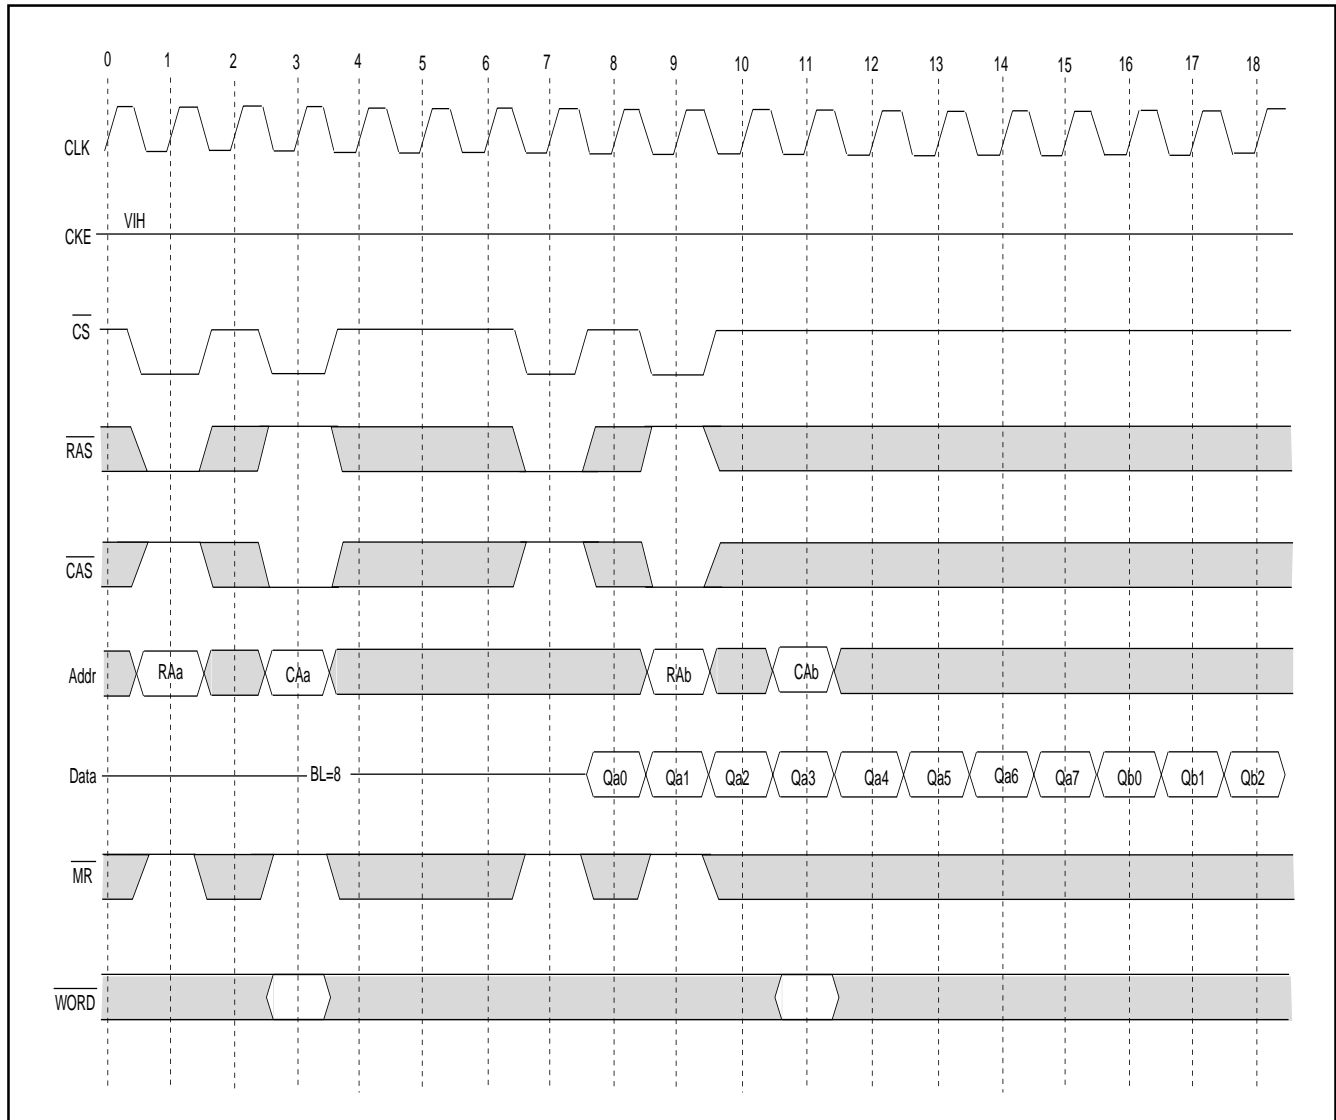 0 1 2 3 4 5 6 7 8 9 10 11 12 13 14 15 16 17 18
CLK
VIH
CKE
CS
RAS
CAS
Addr RAa CAa RAb CAb
Data BL=8 Qa0 Qa1 Qa2 Qa3 Qa4 Qa5 Qa6 Qa7 Qb0 Qb1 Qb2
MR
WORD